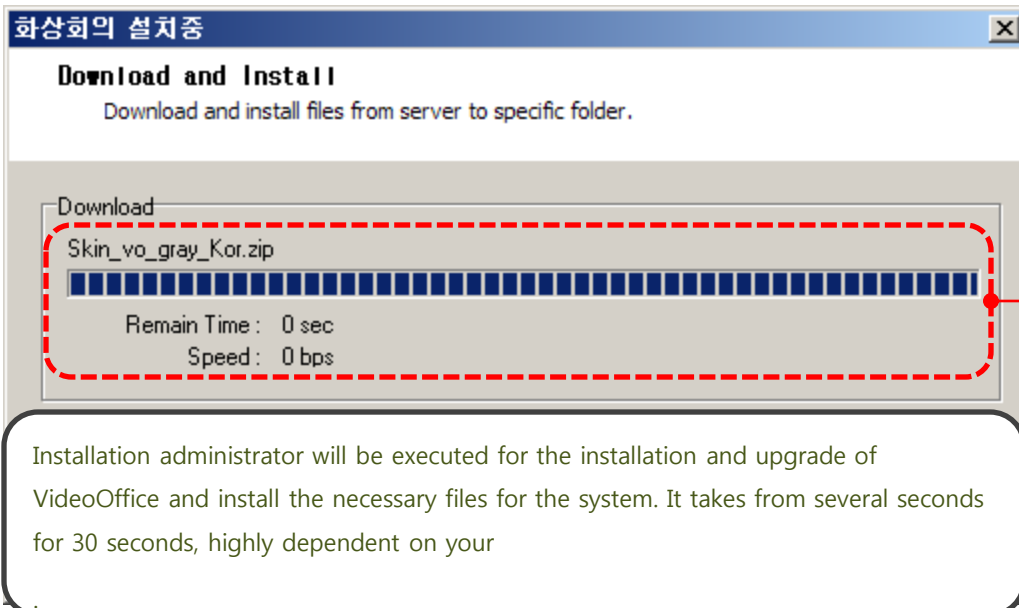 화상회의 설치중
Download and Install
Download and install files from server to specific folder.
Download
Skin_vo_gray_Kor.zip
Remain Time : 0 sec
Speed : 0 bps
Installation administrator will be executed for the installation and upgrade of
VideoOffice and install the necessary files for the system. It takes from several seconds
for 30 seconds, highly dependent on your
.